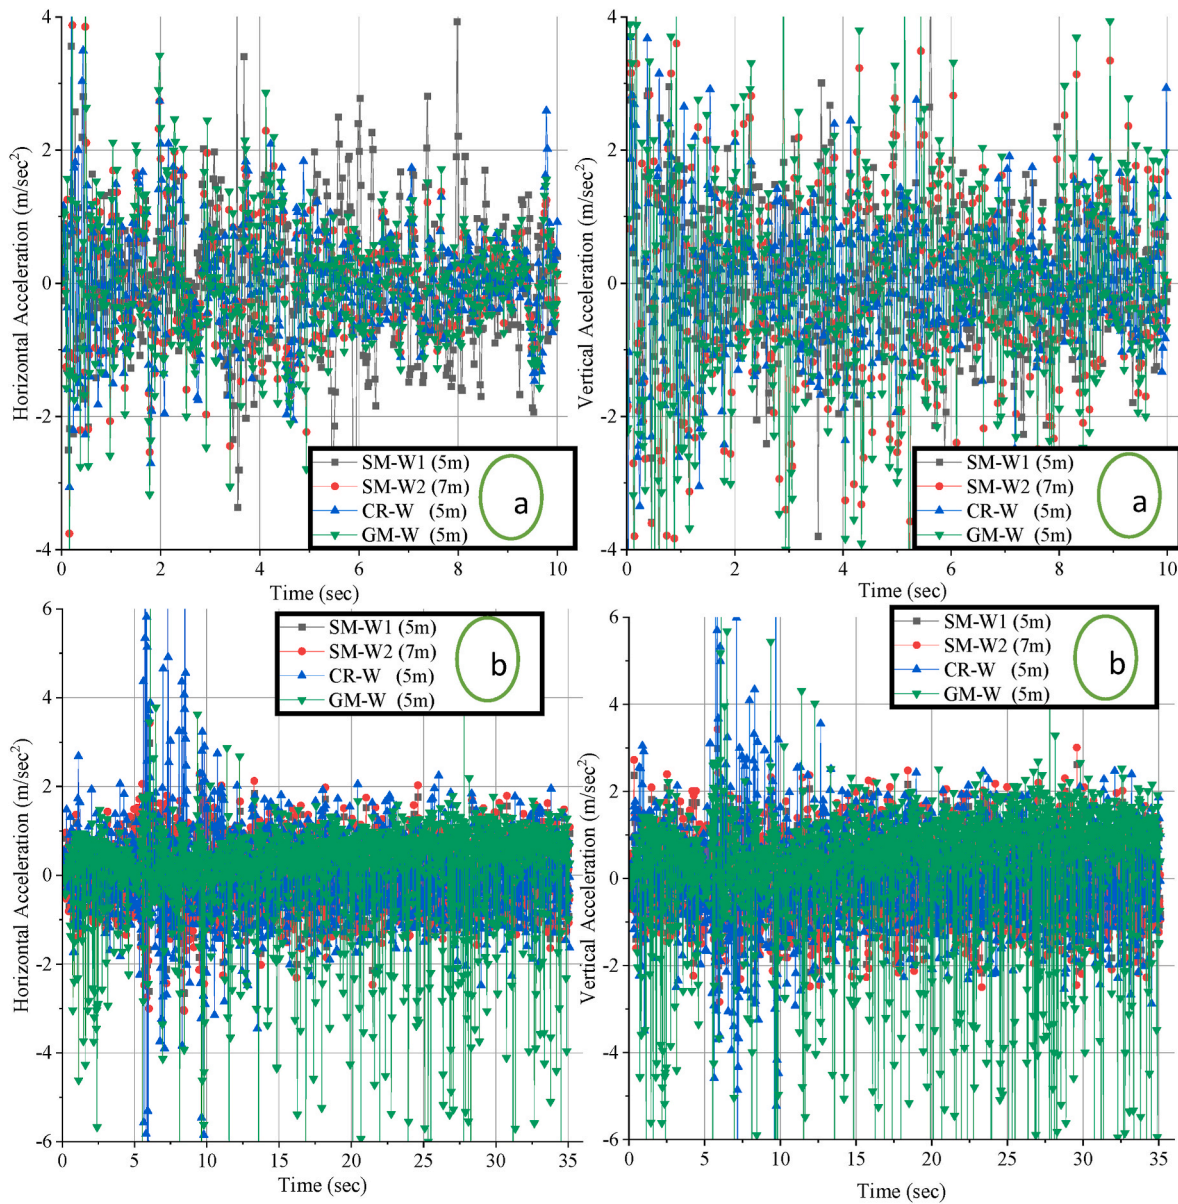 Horizontal Acceleration (m/sec²)
4
2
0
-2
-4
0 2 4 6 8 10
Time (sec)
SM-W1 (5m)
SM-W2 (7m)
CR-W (5m)
GM-W (5m)
a
Vertical Acceleration (m/sec²)
4
2
0
-2
-4
0 2 4 6 8 10
Time (sec)
SM-W1 (5m)
SM-W2 (7m)
CR-W (5m)
GM-W (5m)
a
Horizontal Acceleration (m/sec²)
6
4
2
0
-2
-4
-6
0 5 10 15 20 25 30 35
Time (sec)
SM-W1 (5m)
SM-W2 (7m)
CR-W (5m)
GM-W (5m)
b
Vertical Acceleration (m/sec²)
6
4
2
0
-2
-4
-6
0 5 10 15 20 25 30 35
Time (sec)
SM-W1 (5m)
SM-W2 (7m)
CR-W (5m)
GM-W (5m)
b